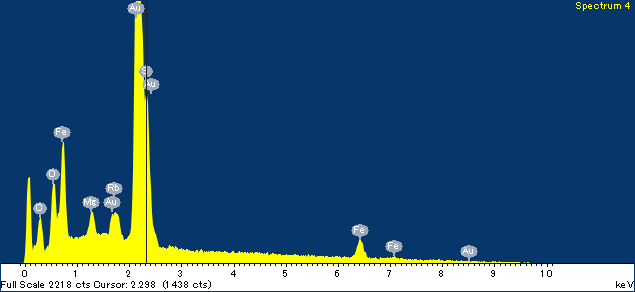 Spectrum 4
Au
S
Au
Fe
O
Rb
Mg Au
C
Fe
Fe
Au
0 1 2 3 4 5 6 7 8 9 10
Full Scale 2218 cts Cursor: 2.298 (1438 cts) keV